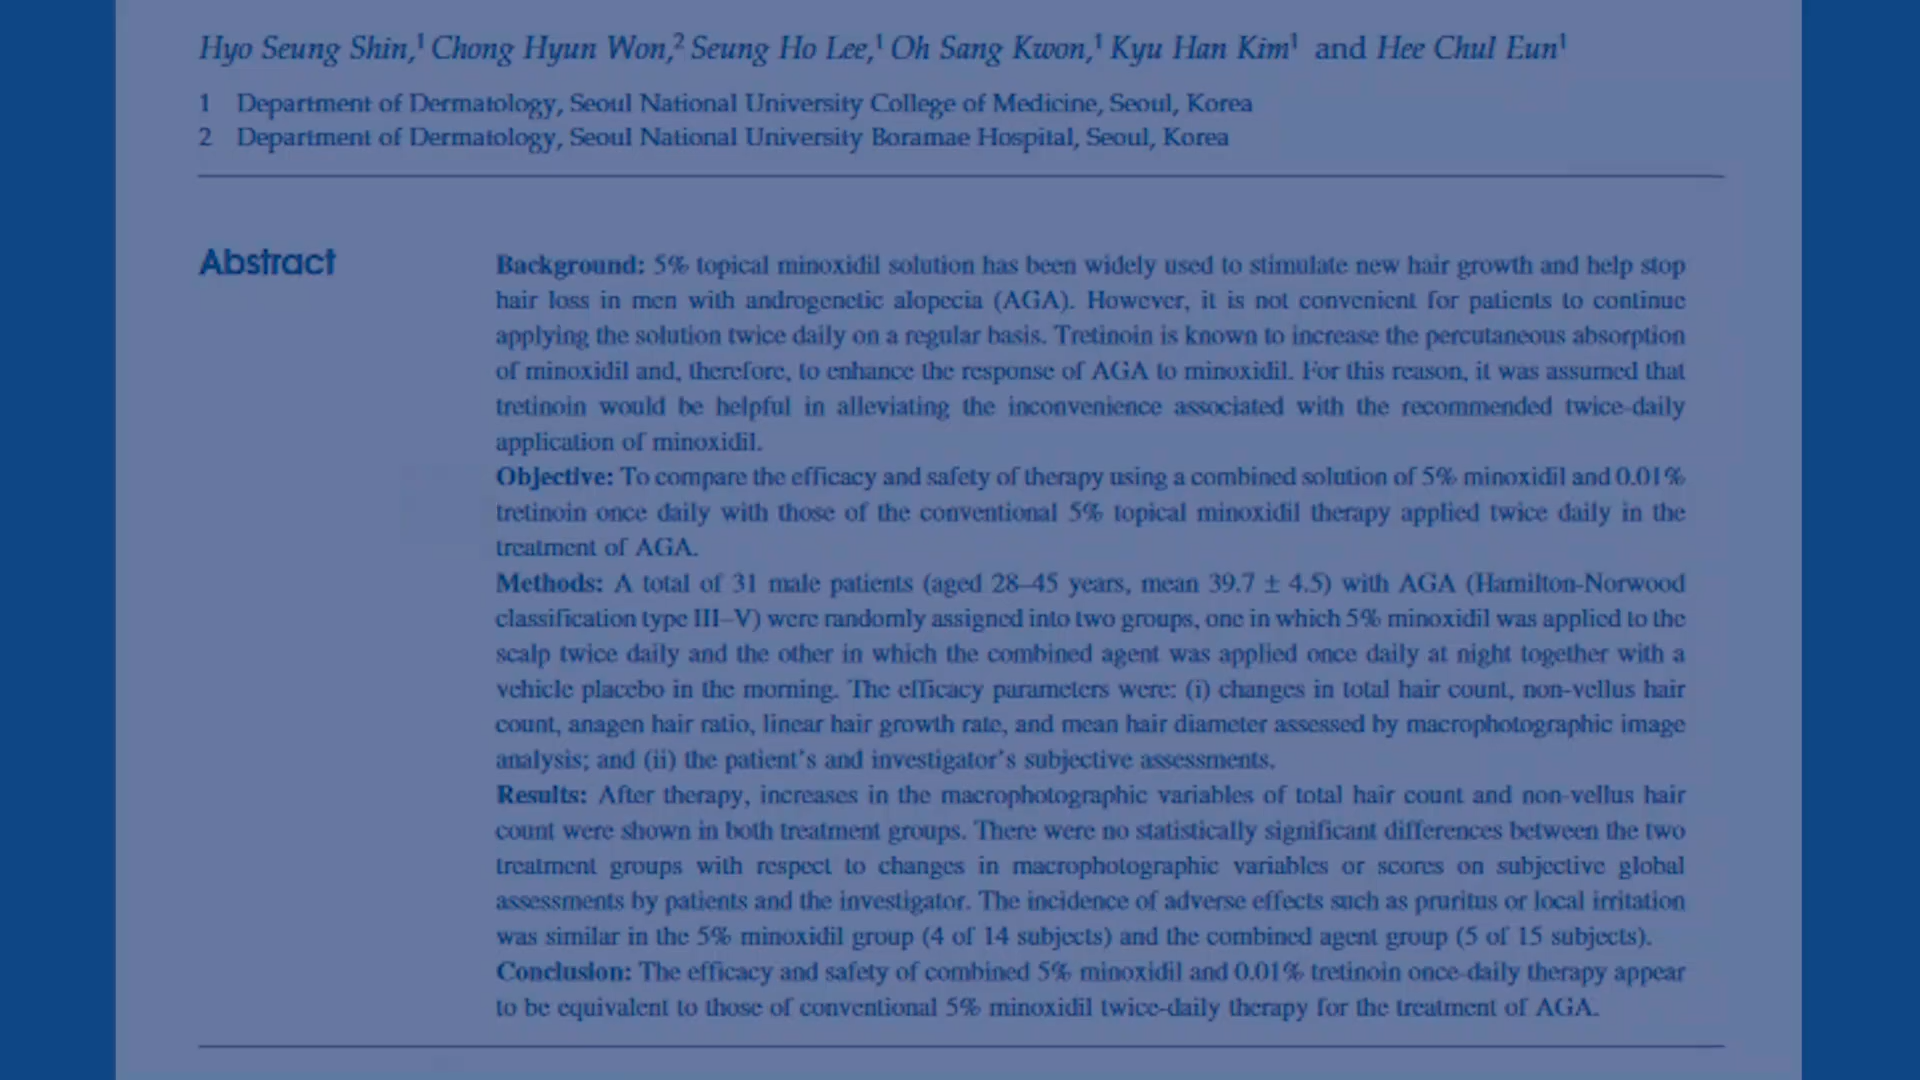 Hyo Seung Shin,1 Chong Hyun Won,2 Seung Ho Lee,1 Oh Sang Kwon,1 Kyu Han Kim1 and Hee Chul Eun1
1 Department of Dermatology, Seoul National University College of Medicine, Seoul, Korea
2 Department of Dermatology, Seoul National University Boramae Hospital, Seoul, Korea
Abstract
Background: 5% topical minoxidil solution has been widely used to stimulate new hair growth and help stop
hair loss in men with androgenetic alopecia (AGA). However, it is not convenient for patients to continue
applying the solution twice daily on a regular basis. Tretinoin is known to increase the percutaneous absorption
of minoxidil and, therefore, to enhance the response of AGA to minoxidil. For this reason, it was assumed that
tretinoin would be helpful in alleviating the inconvenience associated with the recommended twice-daily
application of minoxidil.
Objective: To compare the efficacy and safety of therapy using a combined solution of 5% minoxidil and 0.01%
tretinoin once daily with those of the conventional 5% topical minoxidil therapy applied twice daily in the
treatment of AGA.
Methods: A total of 31 male patients (aged 28–45 years, mean 39.7 ± 4.5) with AGA (Hamilton-Norwood
classification type III–V) were randomly assigned into two groups, one in which 5% minoxidil was applied to the
scalp twice daily and the other in which the combined agent was applied once daily at night together with a
vehicle placebo in the morning. The efficacy parameters were: (i) changes in total hair count, non-vellus hair
count, anagen hair ratio, linear hair growth rate, and mean hair diameter assessed by macrophotographic image
analysis; and (ii) the patient's and investigator's subjective assessments.
Results: After therapy, increases in the macrophotographic variables of total hair count and non-vellus hair
count were shown in both treatment groups. There were no statistically significant differences between the two
treatment groups with respect to changes in macrophotographic variables or scores on subjective global
assessments by patients and the investigator. The incidence of adverse effects such as pruritus or local irritation
was similar in the 5% minoxidil group (4 of 14 subjects) and the combined agent group (5 of 15 subjects).
Conclusion: The efficacy and safety of combined 5% minoxidil and 0.01% tretinoin once-daily therapy appear
to be equivalent to those of conventional 5% minoxidil twice-daily therapy for the treatment of AGA.